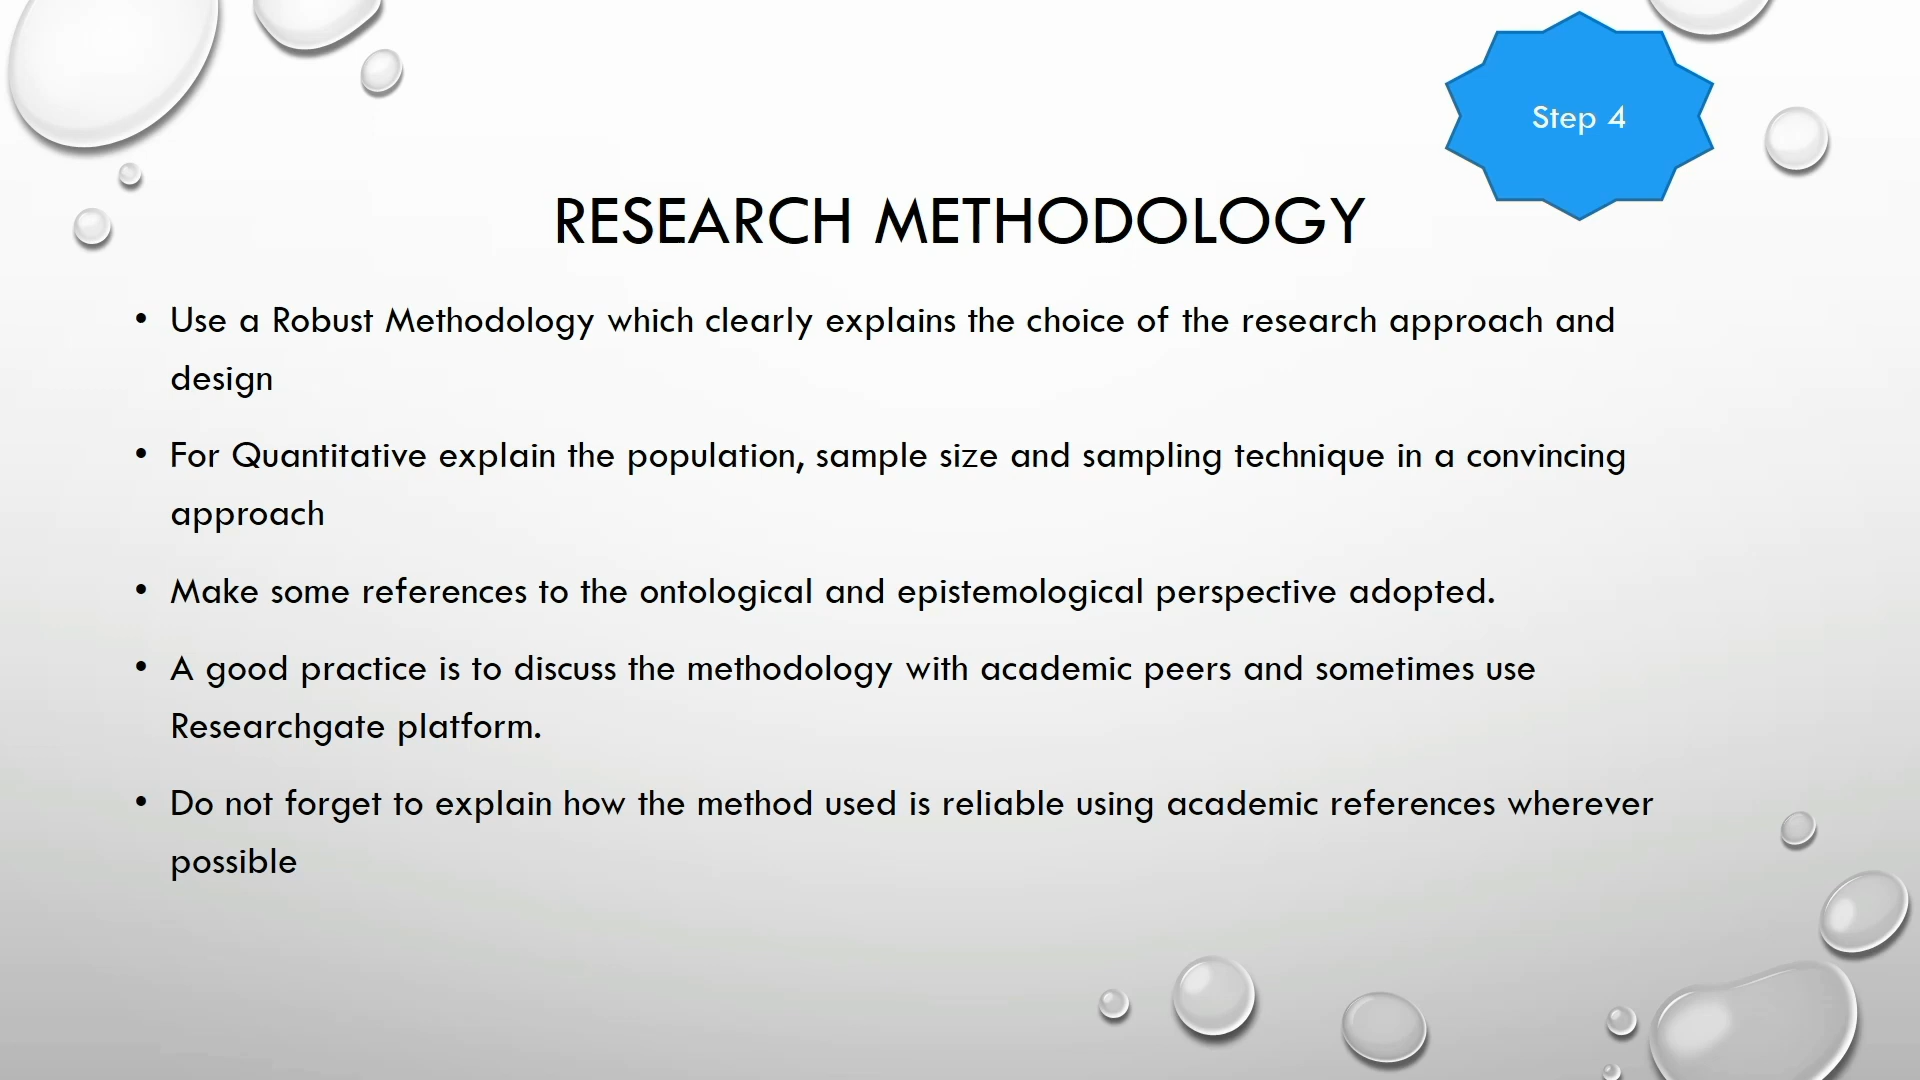 Step 4
RESEARCH METHODOLOGY
• Use a Robust Methodology which clearly explains the choice of the research approach and
design
• For Quantitative explain the population, sample size and sampling technique in a convincing
approach
• Make some references to the ontological and epistemological perspective adopted.
• A good practice is to discuss the methodology with academic peers and sometimes use
Researchgate platform.
• Do not forget to explain how the method used is reliable using academic references wherever
possible